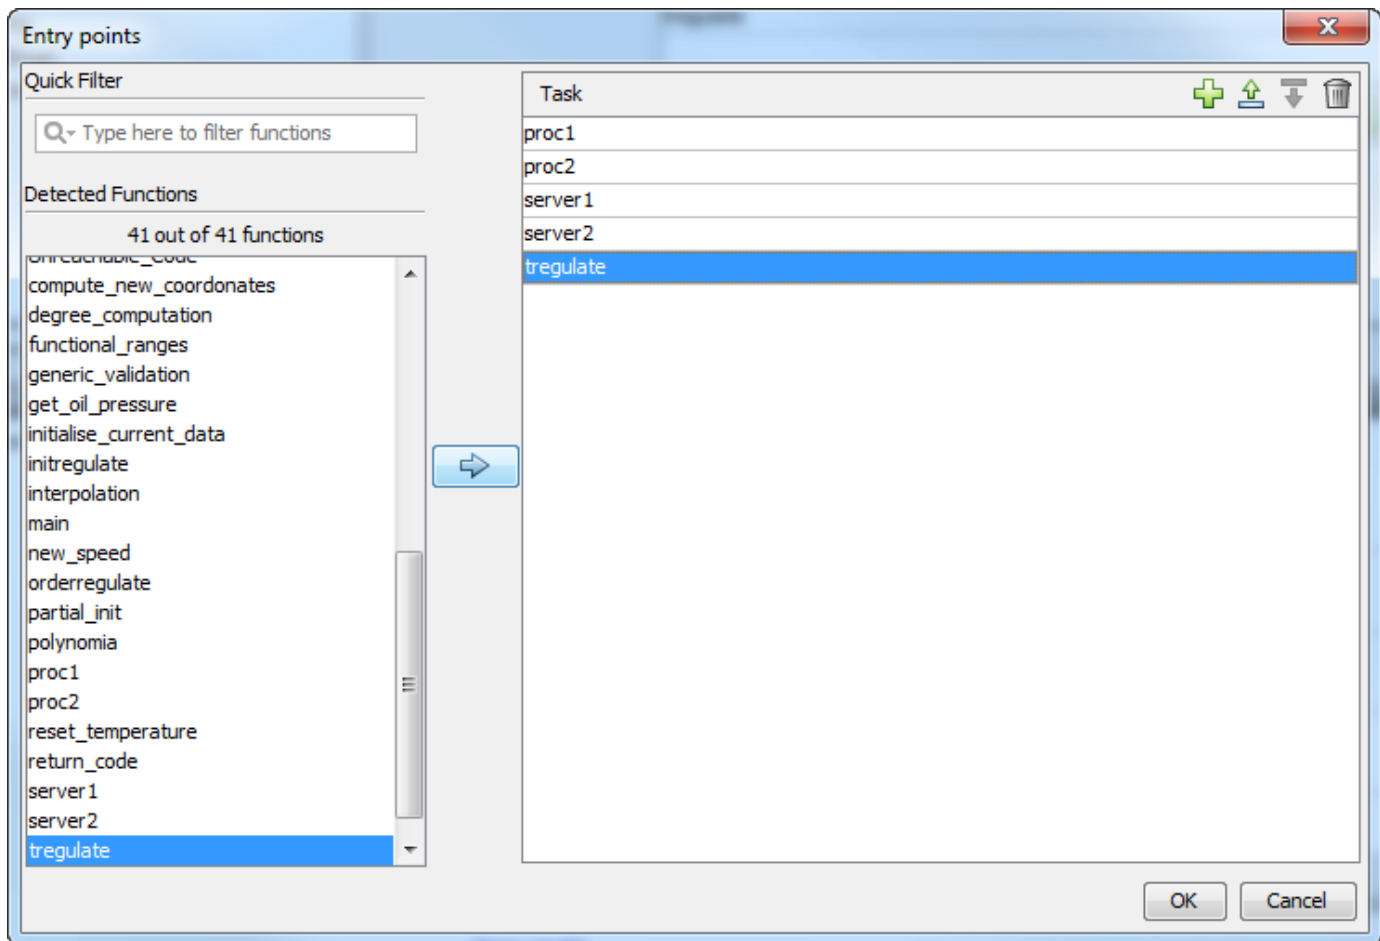 Entry points
Quick Filter
Type here to filter functions
Detected Functions
41 out of 41 functions
compute_new_coordonates
degree_computation
functional_ranges
generic_validation
get_oil_pressure
initialise_current_data
initregulate
interpolation
main
new_speed
orderregulate
partial_init
polynomia
proc1
proc2
reset_temperature
return_code
server1
server2
tregulate
Task
proc1
proc2
server1
server2
tregulate
OK
Cancel